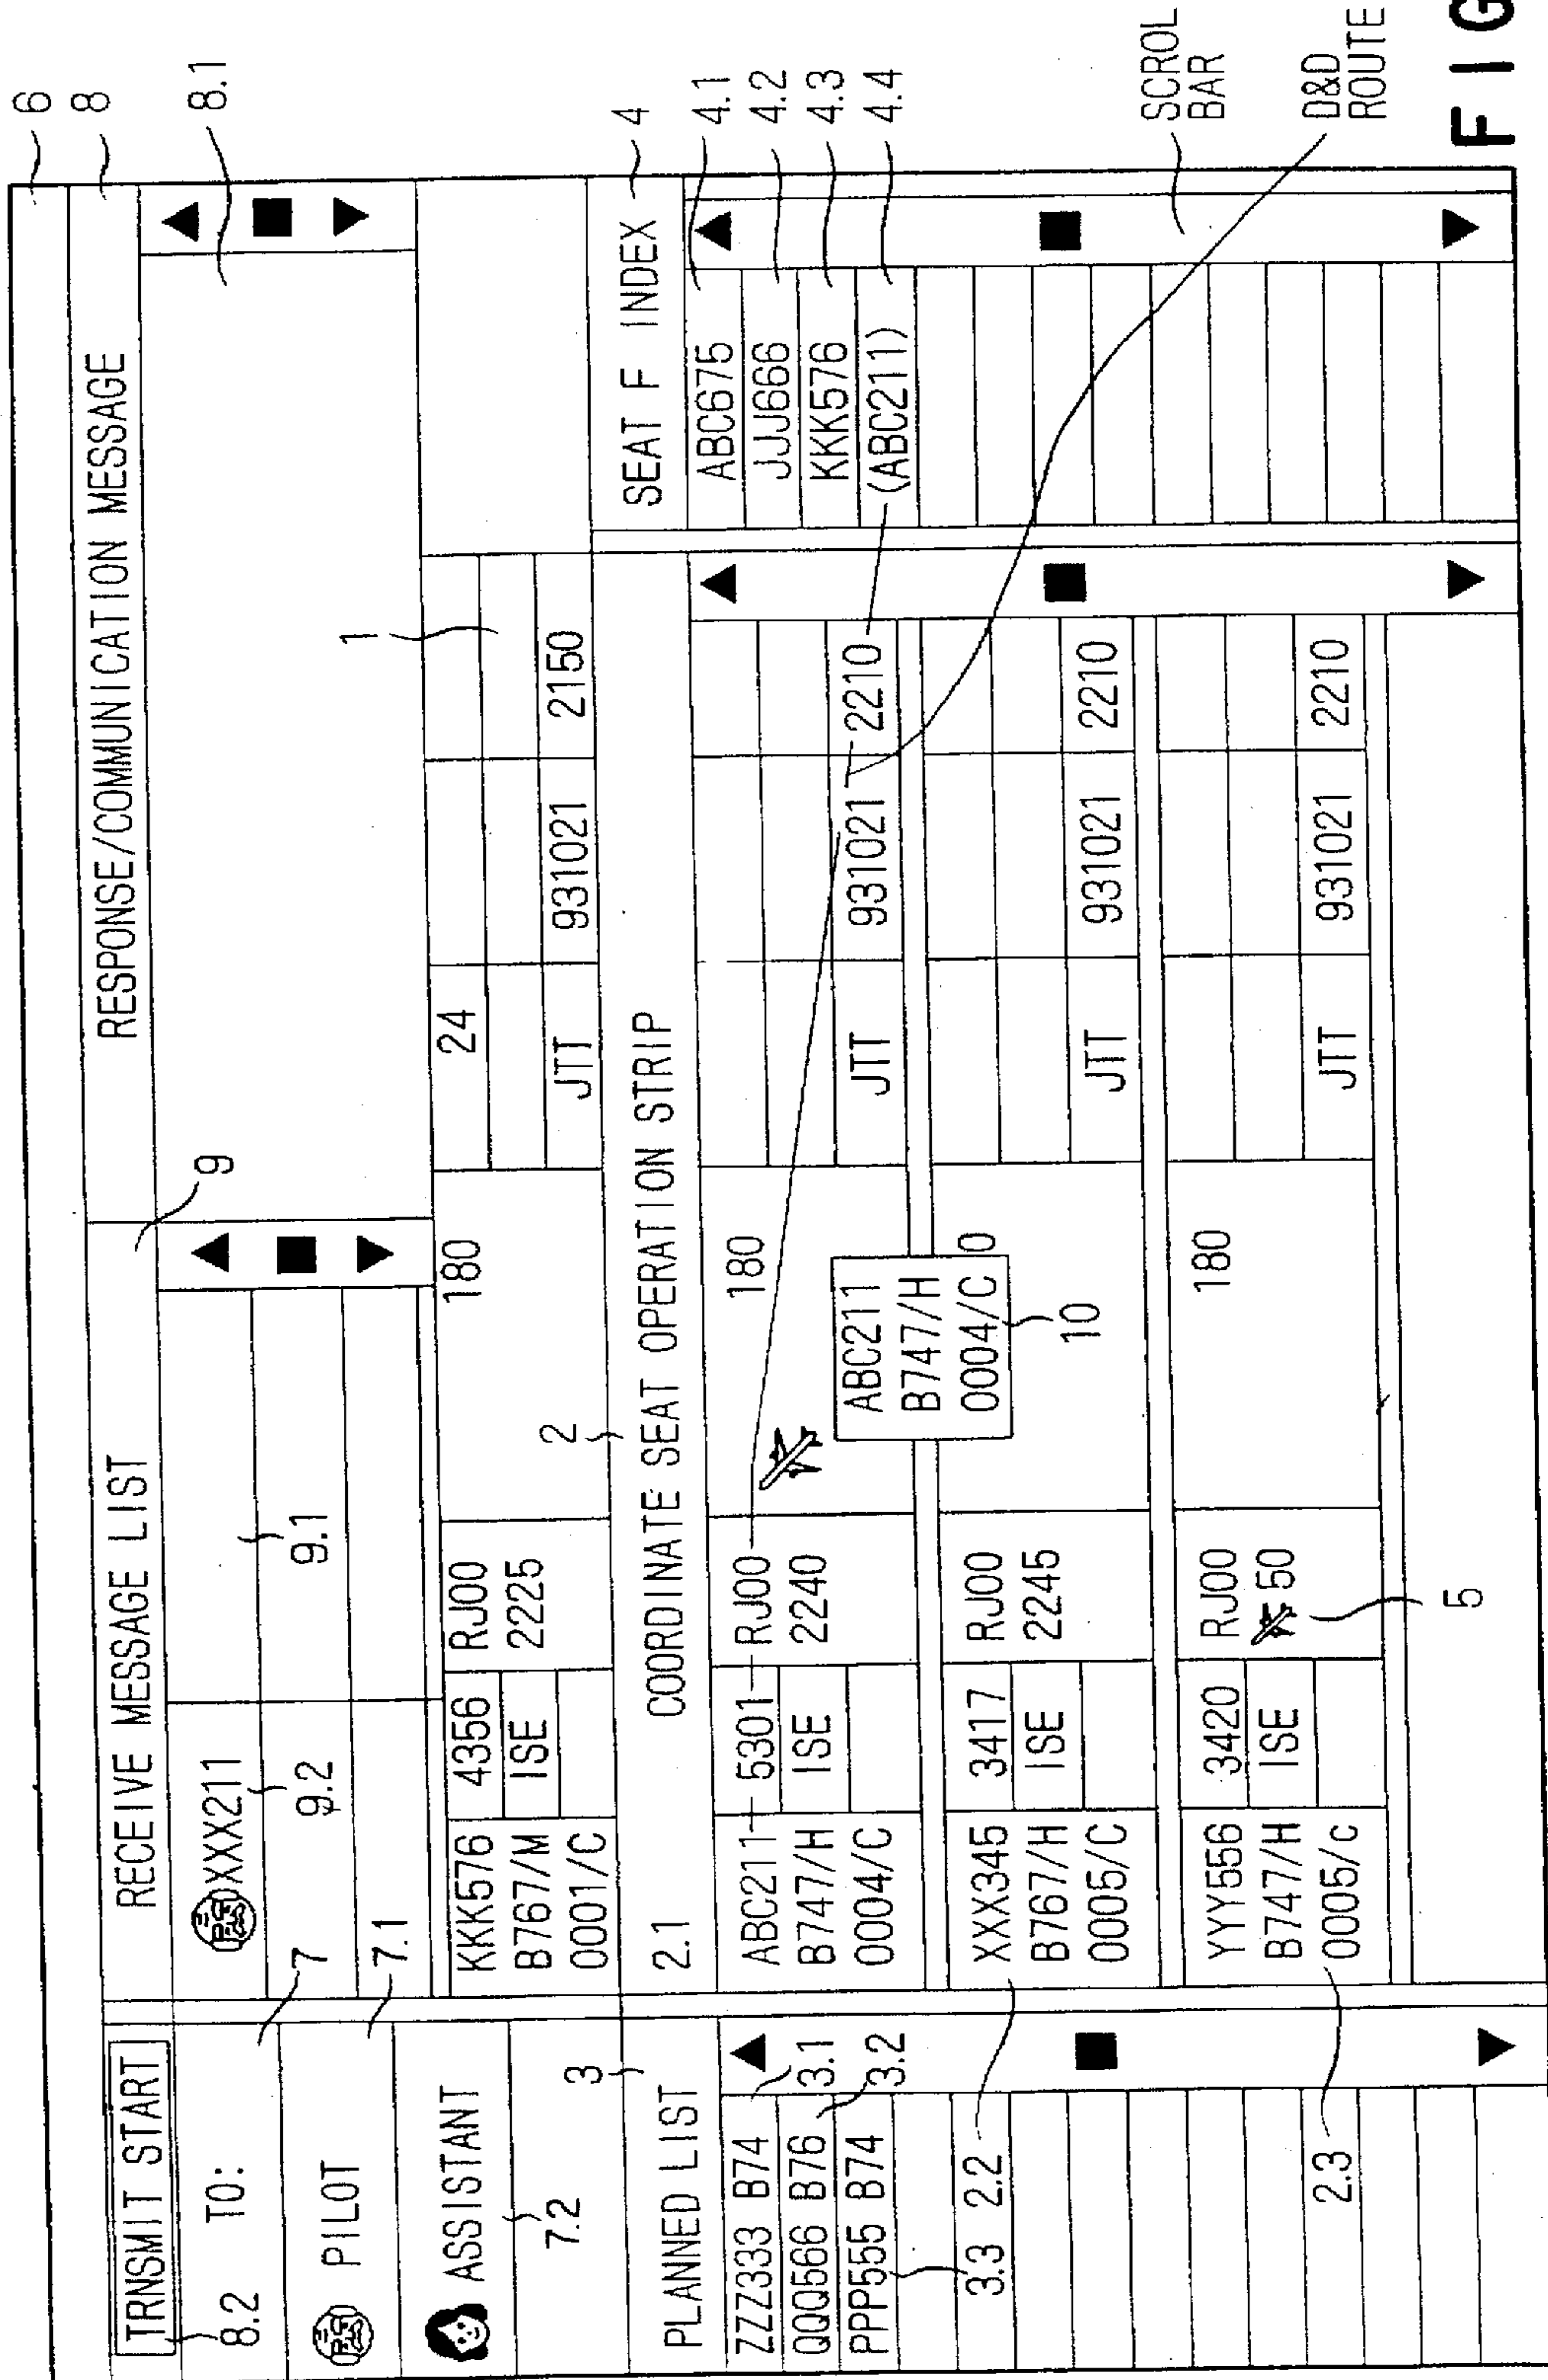 6
8
8.1
TRNSMIT START
RECEIVE MESSAGE LIST
RESPONSE/COMMUNICATION MESSAGE
9
8.2
TO:
XXX211
9.1
9.2
7
PILOT
7.1
ASSISTANT
7.2
KKK576
B767/M
0001/C
4356
ISE
RJ00
2225
180
24
JTT
931021
2150
1
2
3
PLANNED LIST
2.1
COORDINATE SEAT OPERATION STRIP
SEAT F INDEX
4
ZZZ333 B74
QQQ566 B76
PPP555 B74
3.1
3.2
3.3
2.2
2.3
ABC211
B747/H
0004/C
5301
ISE
RJ00
2240
180
JTT
931021
2210
ABC211
B747/H
0004/C
10
XXX345
B767/H
0005/C
3417
ISE
RJ00
2245
0
JTT
931021
2210
YYY556
B747/H
0005/c
3420
ISE
RJ00
50
5
180
JTT
931021
2210
ABC675
JJJ666
KKK576
(ABC211)
4.1
4.2
4.3
4.4
SCROL
BAR
D&D
ROUTE
FIG